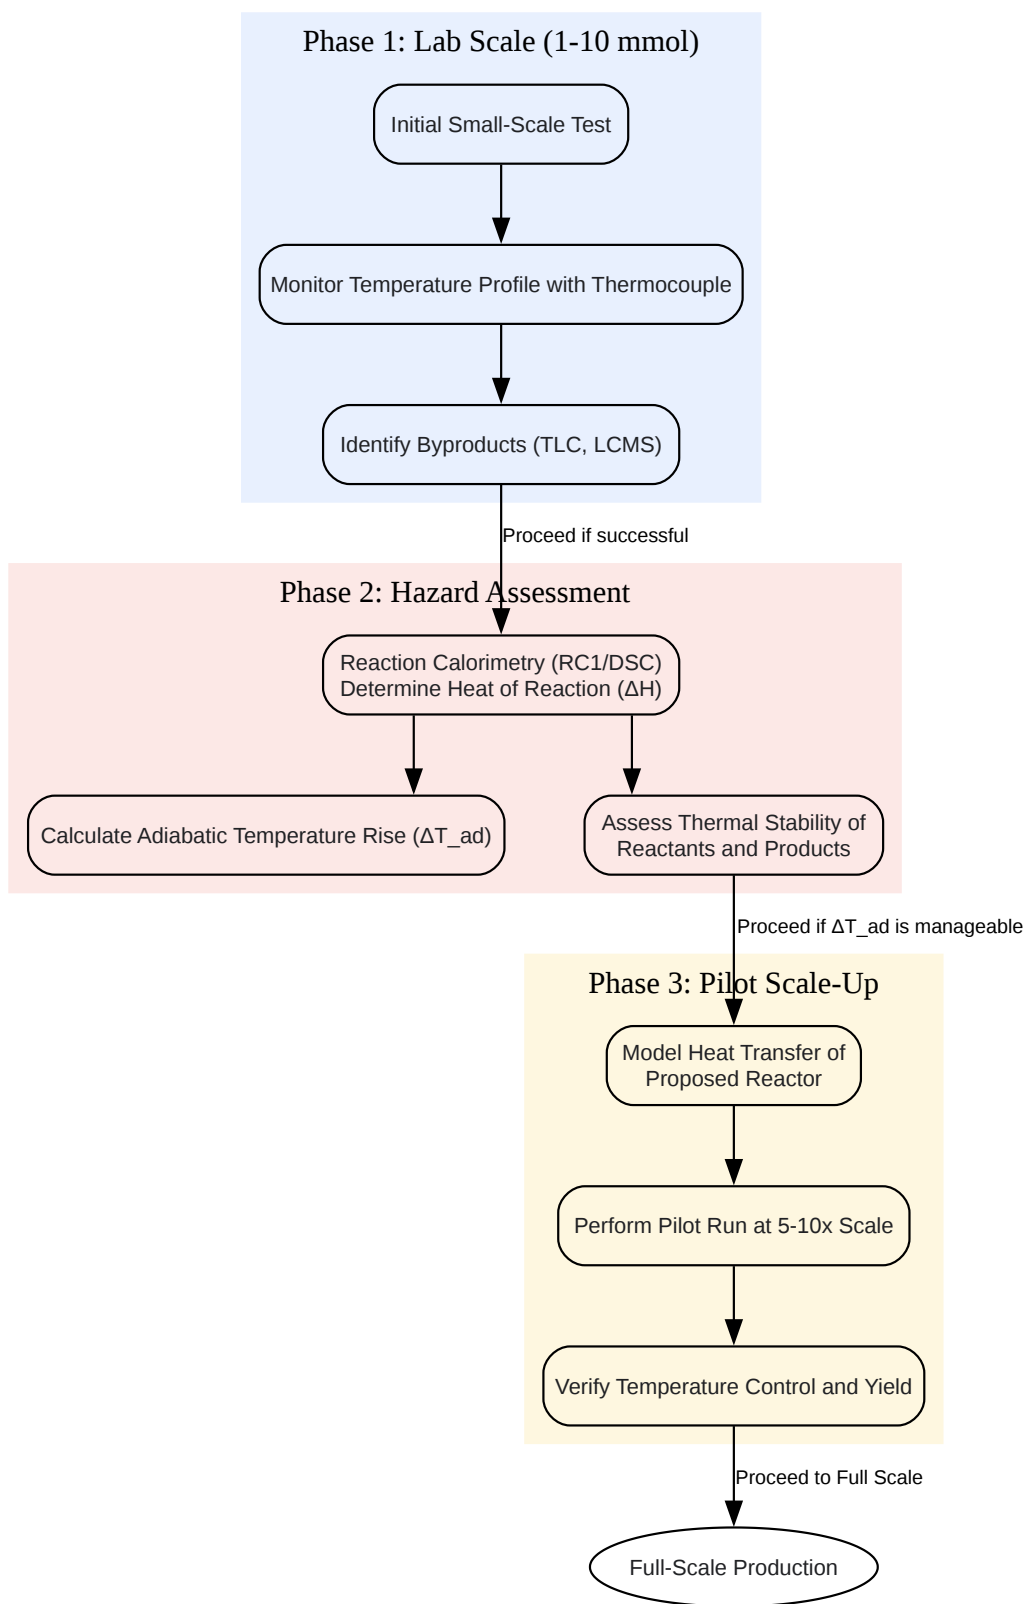 Phase 1: Lab Scale (1-10 mmol)
Initial Small-Scale Test
Monitor Temperature Profile with Thermocouple
Identify Byproducts (TLC, LCMS)
Proceed if successful
Phase 2: Hazard Assessment
Reaction Calorimetry (RC1/DSC)
Determine Heat of Reaction (ΔH)
Calculate Adiabatic Temperature Rise (ΔT_ad)
Assess Thermal Stability of
Reactants and Products
Proceed if ΔT_ad is manageable
Phase 3: Pilot Scale-Up
Model Heat Transfer of
Proposed Reactor
Perform Pilot Run at 5-10x Scale
Verify Temperature Control and Yield
Proceed to Full Scale
Full-Scale Production